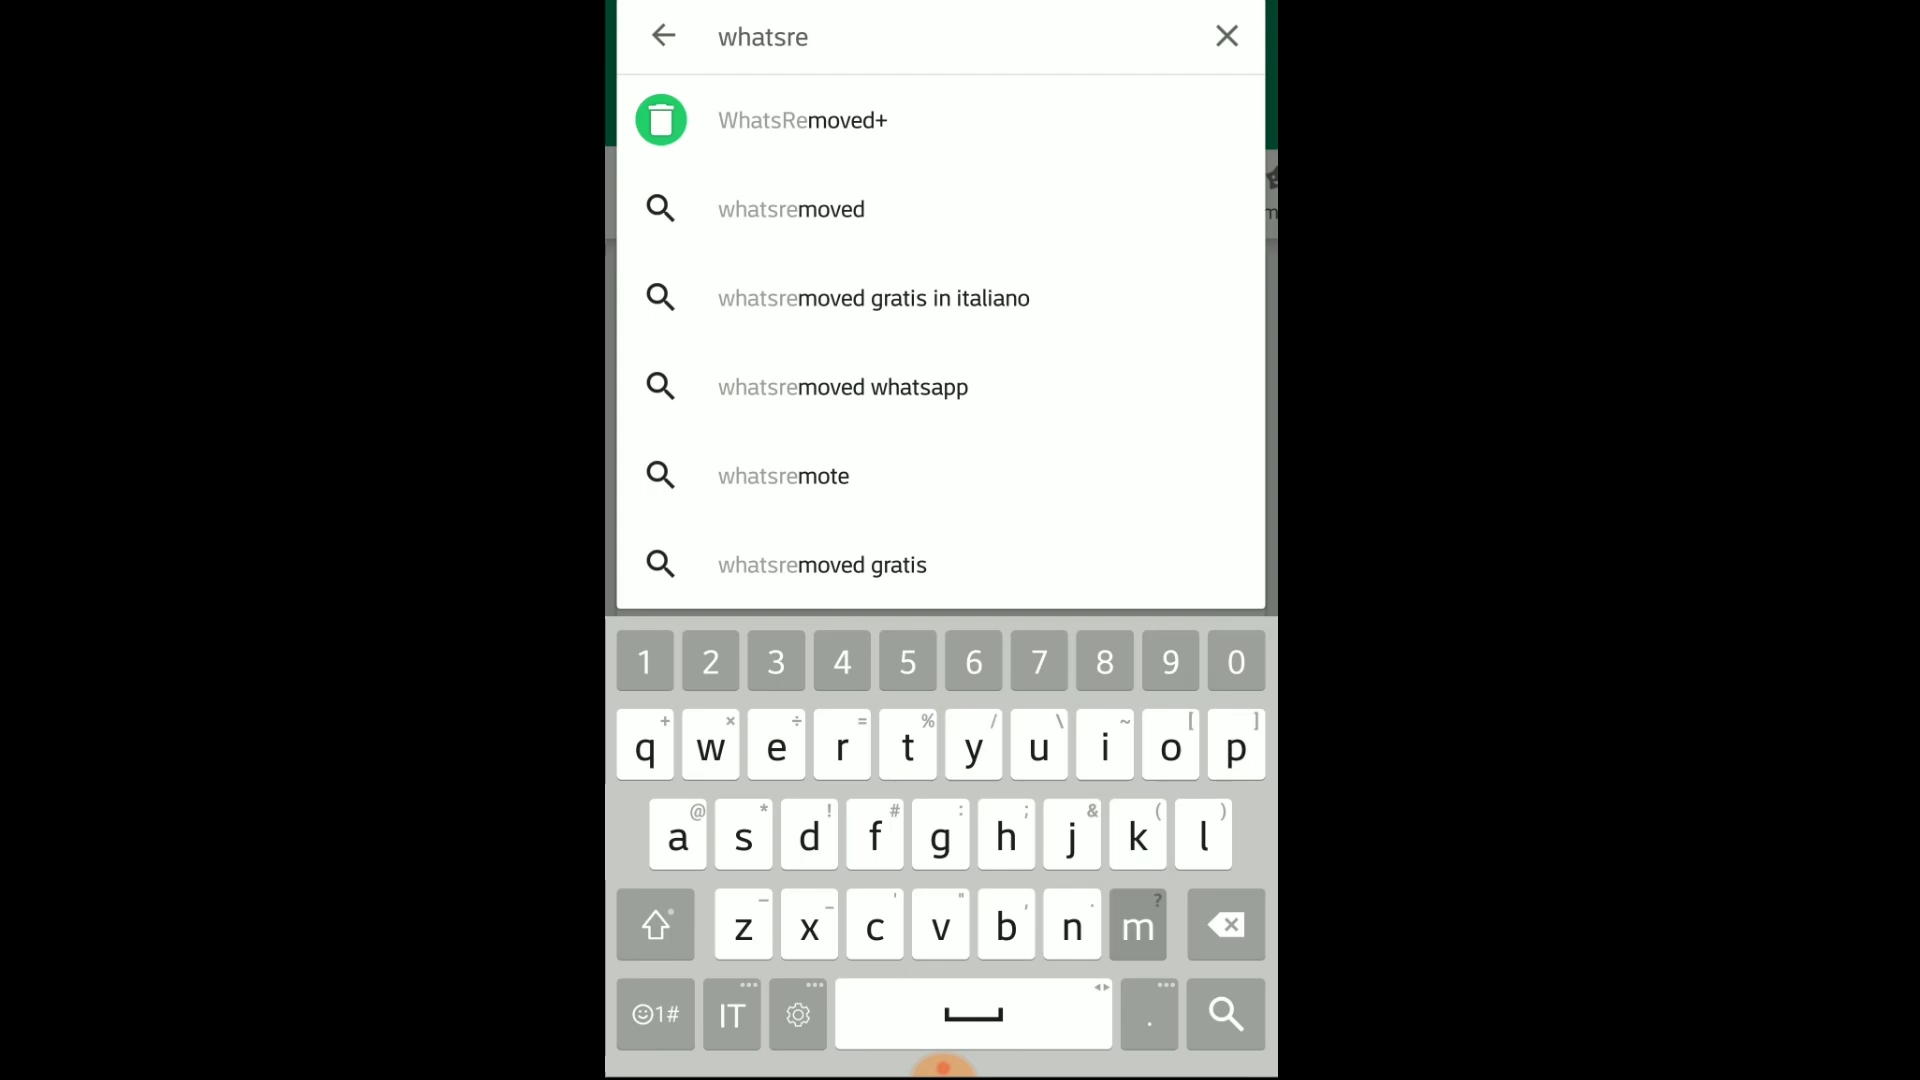 whatsre
WhatsRemoved+
whatsremoved
whatsremoved gratis in italiano
whatsremoved whatsapp
whatsremote
whatsremoved gratis
1 2 3 4 5 6 7 8 9 0
+ × ÷ = % / \ ~ [ ]
q w e r t y u i o p
@ * ! # : ; & ( )
a s d f g h j k l
– _ ' " , . ?
z x c v b n m
1# IT .